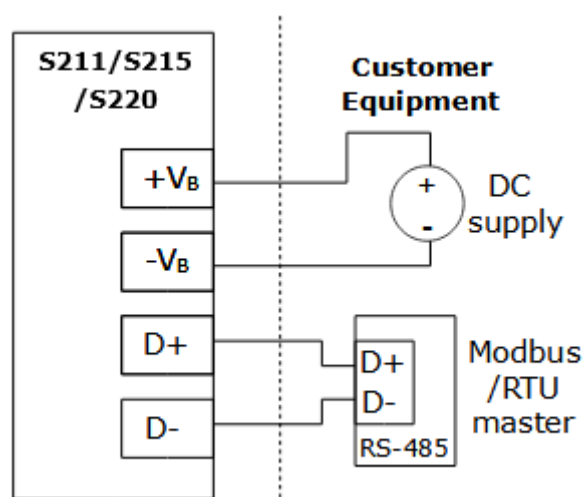 S211/S215
/S220
Customer
Equipment
+VB
+
DC
supply
-
-VB
D+
D+
Modbus
/RTU
master
D-
D-
RS-485